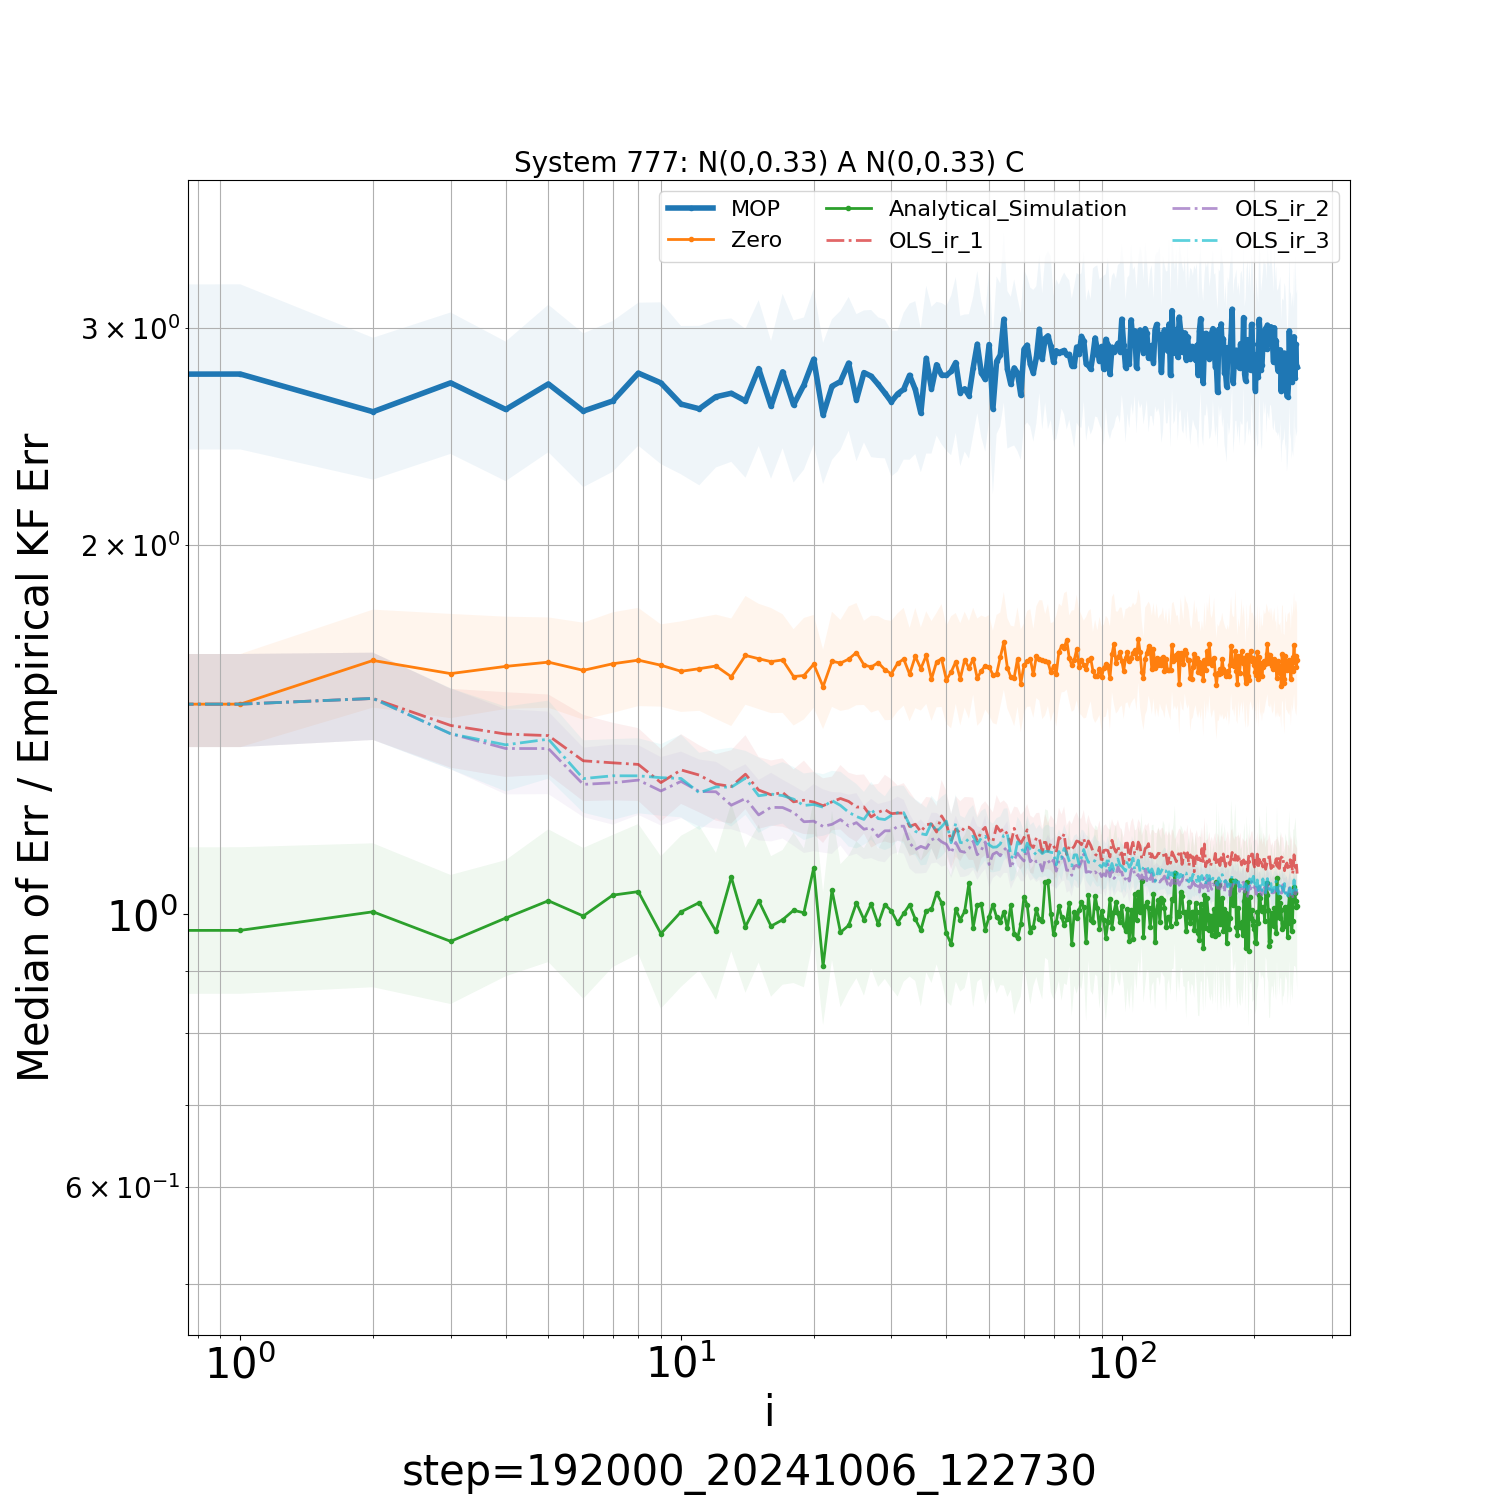 System 777: N(0,0.33) A N(0,0.33) C
MOP
Zero
Analytical_Simulation
OLS_ir_1
OLS_ir_2
OLS_ir_3
Median of Err / Empirical KF Err
3 × 10⁰
2 × 10⁰
10⁰
6 × 10⁻¹
10⁰ 10¹ 10²
i
step=192000_20241006_122730